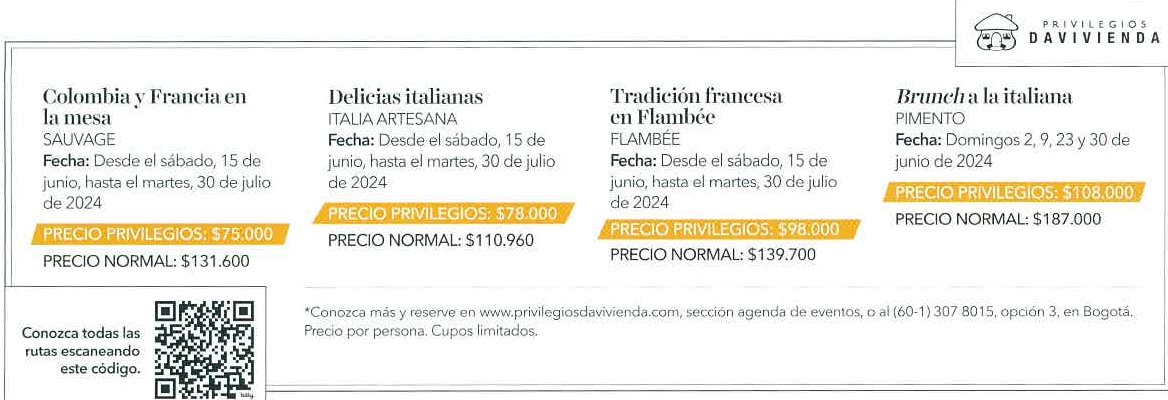 PRIVILEGIOS
DAVIVIENDA
Colombia y Francia en
la mesa
SAUVAGE
Fecha: Desde el sábado, 15 de
junio, hasta el martes, 30 de julio
de 2024
PRECIO PRIVILEGIOS: $75.000
PRECIO NORMAL: $131.600
Delicias italianas
ITALIA ARTESANA
Fecha: Desde el sábado, 15 de
junio, hasta el martes, 30 de julio
de 2024
PRECIO PRIVILEGIOS: $78.000
PRECIO NORMAL: $110.960
Tradición francesa
en Flambée
FLAMBÉE
Fecha: Desde el sábado, 15 de
junio, hasta el martes, 30 de julio
de 2024
PRECIO PRIVILEGIOS: $98.000
PRECIO NORMAL: $139.700
Brunch a la italiana
PIMENTO
Fecha: Domingos 2, 9, 23 y 30 de
junio de 2024
PRECIO PRIVILEGIOS: $108.000
PRECIO NORMAL: $187.000
Conozca todas las
rutas escaneando
este código.
bitly
*Conozca más y reserve en www.privilegiosdavivienda.com, sección agenda de eventos, o al (60-1) 307 8015, opción 3, en Bogotá.
Precio por persona. Cupos limitados.